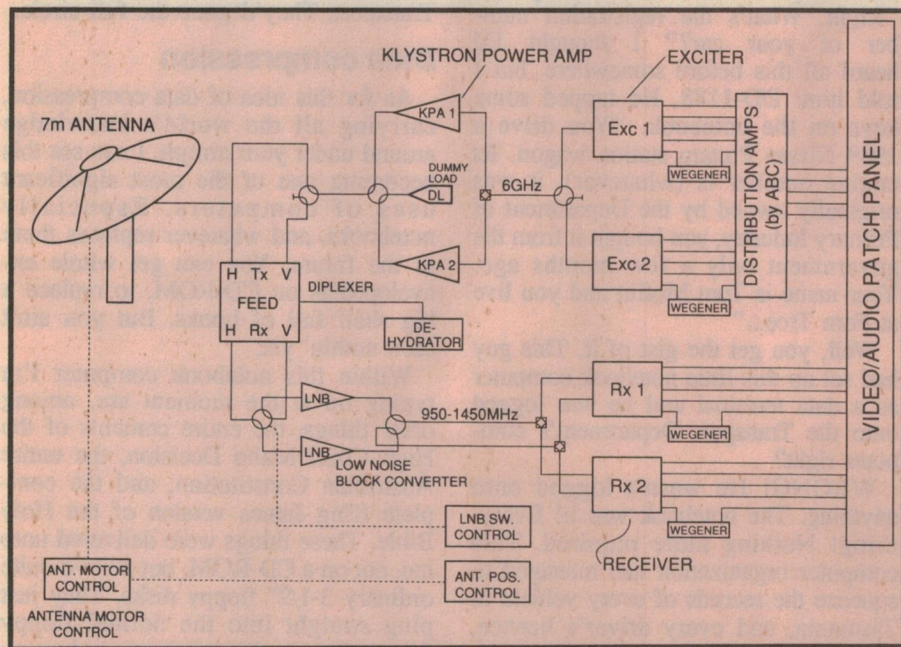 KLYSTRON POWER AMP
EXCITER
7m ANTENNA
KPA 1
Exc 1
DUMMY
LOAD
DL
6GHz
WEGENER
KPA 2
Exc 2
WEGENER
H Tx V
FEED
H Rx V
DIPLEXER
DE-
HYDRATOR
DISTRIBUTION AMPS
(by ABC)
VIDEO/AUDIO PATCH PANEL
LNB
LNB
950-1450MHz
LOW NOISE
BLOCK CONVERTER
Rx 1
WEGENER
Rx 2
WEGENER
RECEIVER
LNB SW.
CONTROL
ANT. POS.
CONTROL
ANT. MOTOR
CONTROL
ANTENNA MOTOR
CONTROL